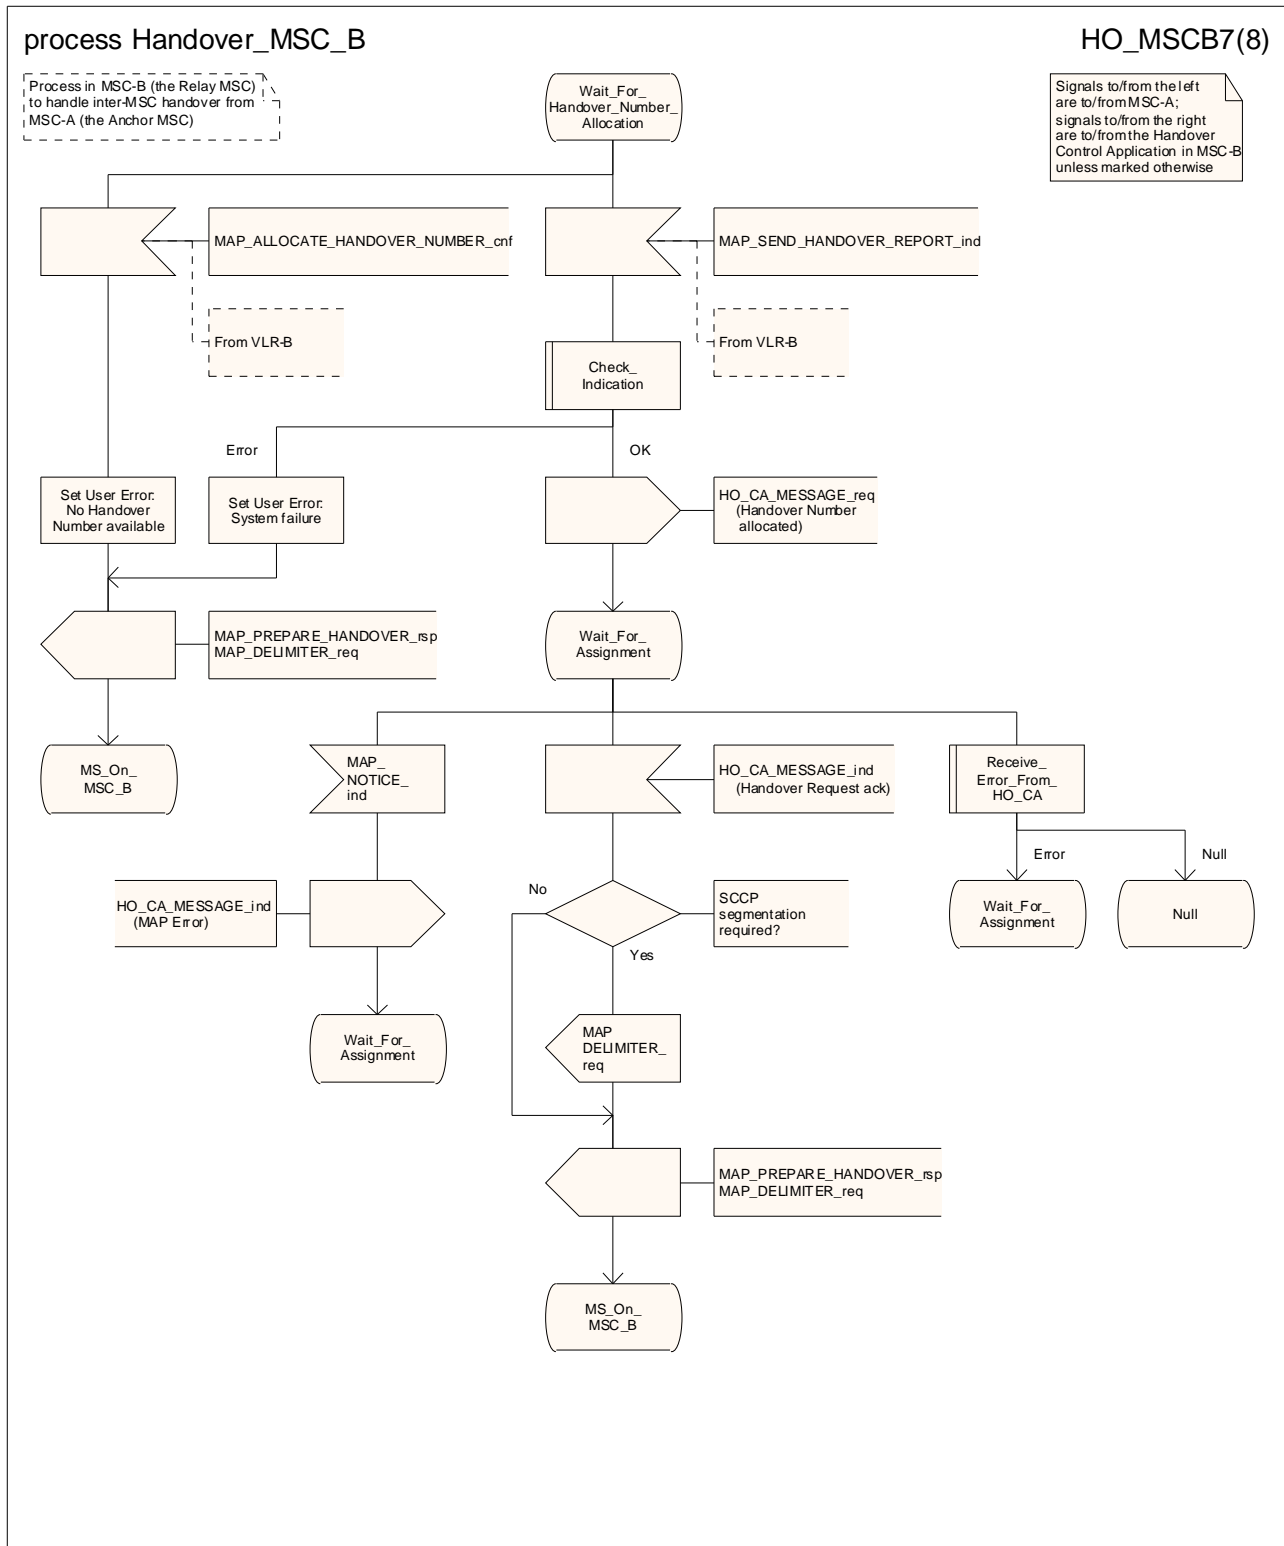 process Handover_MSC_B
HO_MSCB7(8)
Process in MSC-B (the Relay MSC)
to handle inter-MSC handover from
MSC-A (the Anchor MSC)
Wait_For_
Handover_Number_
Allocation
Signals to/from the left
are to/from MSC-A;
signals to/from the right
are to/from the Handover
Control Application in MSC-B
unless marked otherwise
MAP_ALLOCATE_HANDOVER_NUMBER_cnf
MAP_SEND_HANDOVER_REPORT_ind
From VLR-B
From VLR-B
Check_
Indication
Error
OK
Set User Error:
No Handover
Number available
Set User Error:
System failure
HO_CA_MESSAGE_req
(Handover Number
allocated)
MAP_PREPARE_HANDOVER_rsp
MAP_DELIMITER_req
Wait_For_
Assignment
MS_On_
MSC_B
MAP_
NOTICE_
ind
HO_CA_MESSAGE_ind
(Handover Request ack)
Receive_
Error_From_
HO_CA
Error
Null
HO_CA_MESSAGE_ind
(MAP Error)
No
SCCP
segmentation
required?
Yes
Wait_For_
Assignment
Null
Wait_For_
Assignment
MAP
DELIMITER_
req
MAP_PREPARE_HANDOVER_rsp
MAP_DELIMITER_req
MS_On_
MSC_B